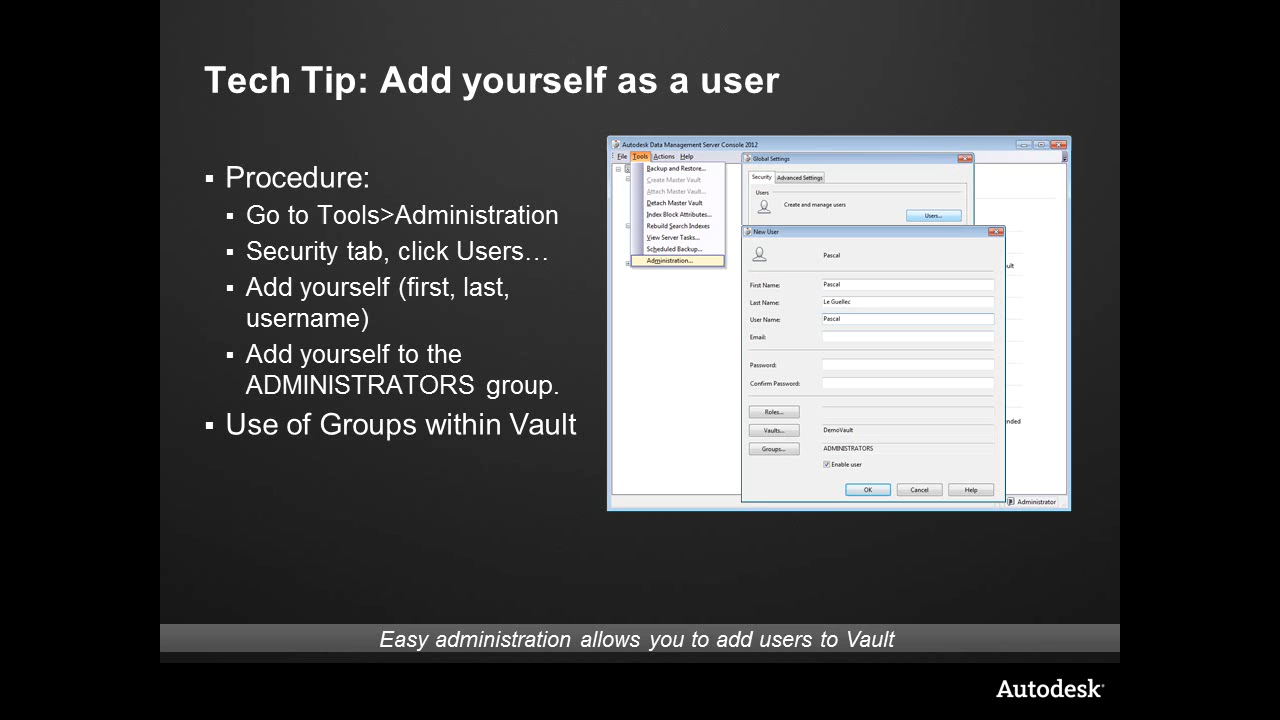 Tech Tip: Add yourself as a user
▪ Procedure:
▪ Go to Tools>Administration
▪ Security tab, click Users…
▪ Add yourself (first, last,
username)
▪ Add yourself to the
ADMINISTRATORS group.
▪ Use of Groups within Vault
Autodesk Data Management Server Console 2012
File Tools Actions Help
Backup and Restore...
Create Master Vault
Attach Master Vault...
Detach Master Vault
Index Block Attributes...
Rebuild Search Indexes
View Server Tasks...
Scheduled Backup...
Administration...
Global Settings
Security Advanced Settings
Users
Create and manage users
Users...
New User
Pascal
First Name: Pascal
Last Name: Le Guellec
User Name: Pascal
Email:
Password:
Confirm Password:
Roles...
Vaults... DemoVault
Groups... ADMINISTRATORS
Enable user
OK Cancel Help
ult
nded
Administrator
Easy administration allows you to add users to Vault
Autodesk